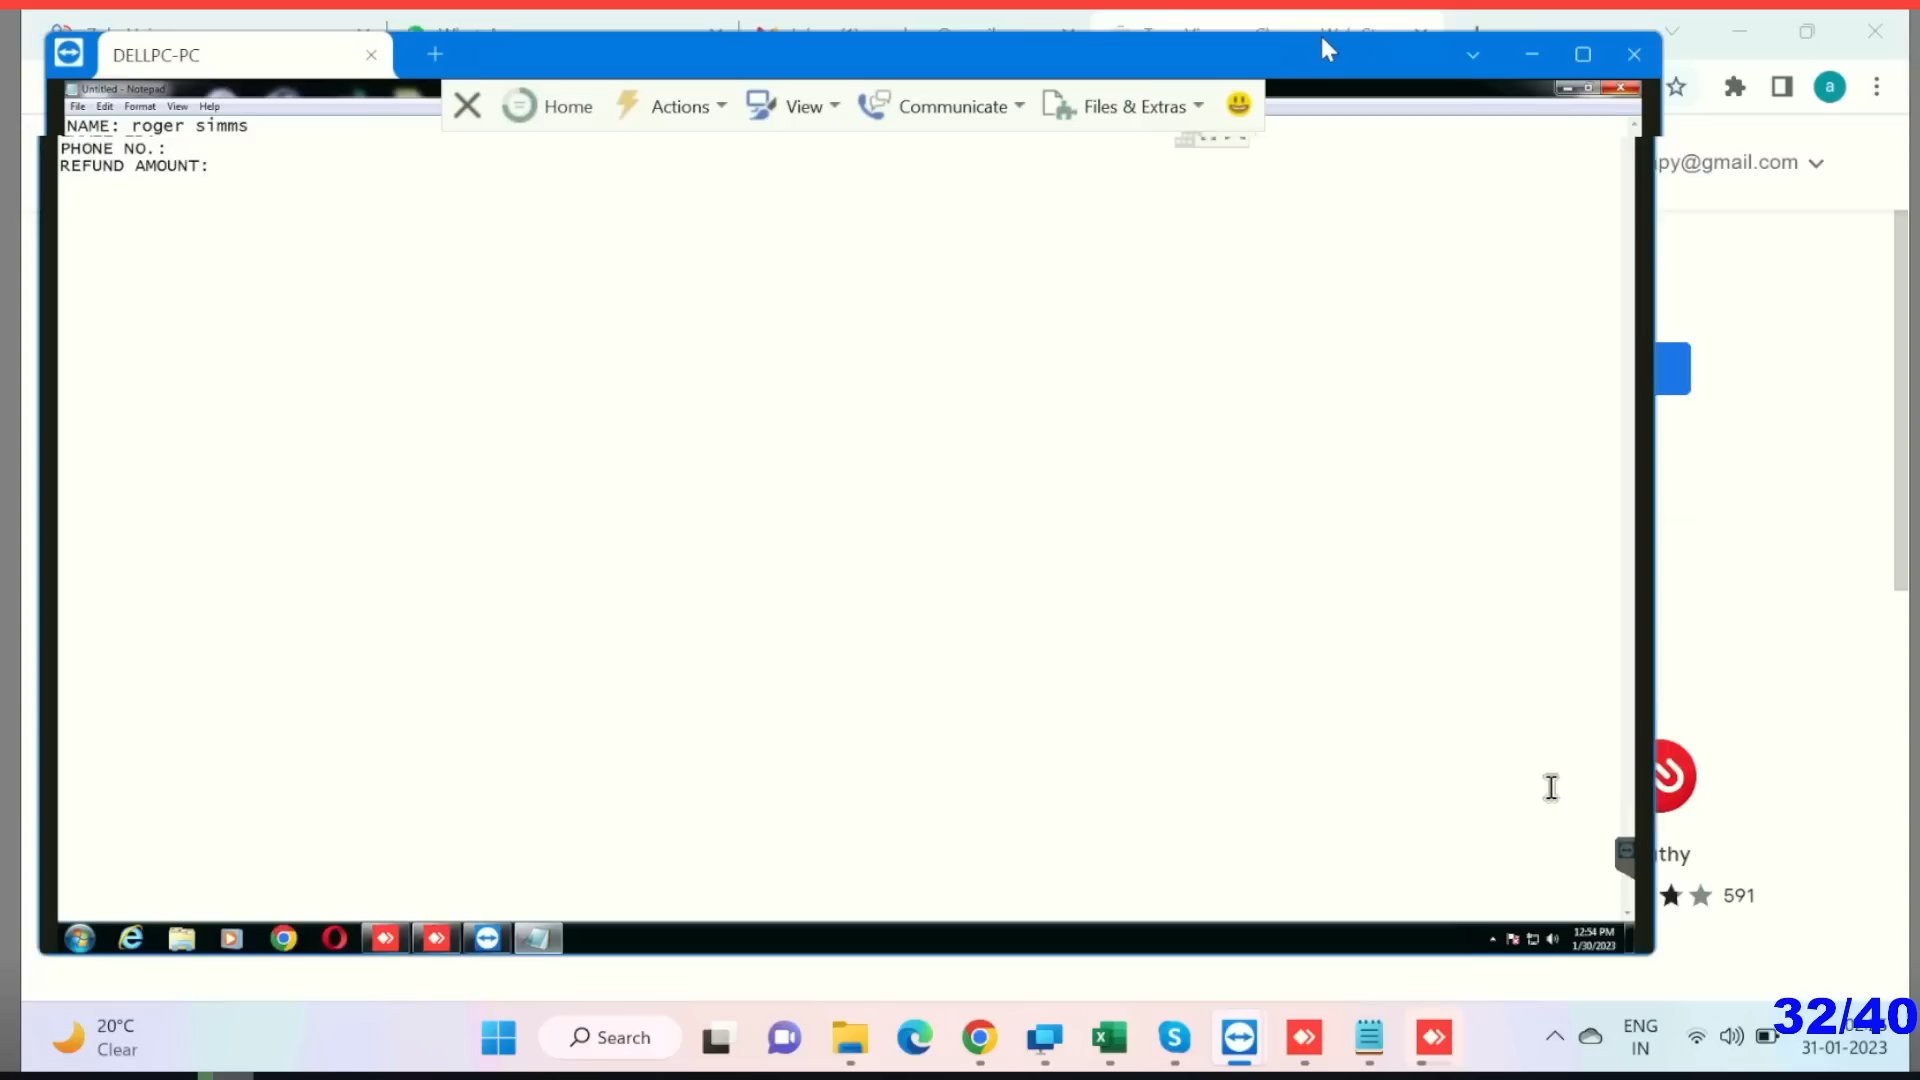 DELLPC-PC
Untitled - Notepad
File Edit Format View Help
Home Actions View Communicate Files & Extras
NAME: roger simms
PHONE NO.:
REFUND AMOUNT:
py@gmail.com
a
thy
591
12:54 PM
1/30/2023
20°C
Clear
Search
ENG
IN
32/40
31-01-2023